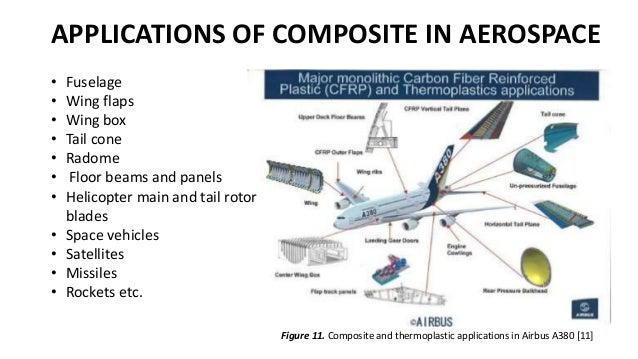 APPLICATIONS OF COMPOSITE IN AEROSPACE
• Fuselage
• Wing flaps
• Wing box
• Tail cone
• Radome
• Floor beams and panels
• Helicopter main and tail rotor
blades
• Space vehicles
• Satellites
• Missiles
• Rockets etc.
Major monolithic Carbon Fiber Reinforced
Plastic (CFRP) and Thermoplastics applications
CFRP Vertical Tail Plane
Upper Deck Floor Beams
Tail cone
CFRP Outer Flaps
Wing ribs
Un-pressurized Fuselage
Wing
A380
A380
Horizontal Tail Plane
Landing Gear Doors
Engine
Cowlings
Center Wing Box
Flap track panels
Rear Pressure Bulkhead
©AIRBUS
AIRBUS
Figure 11. Composite and thermoplastic applications in Airbus A380 [11]